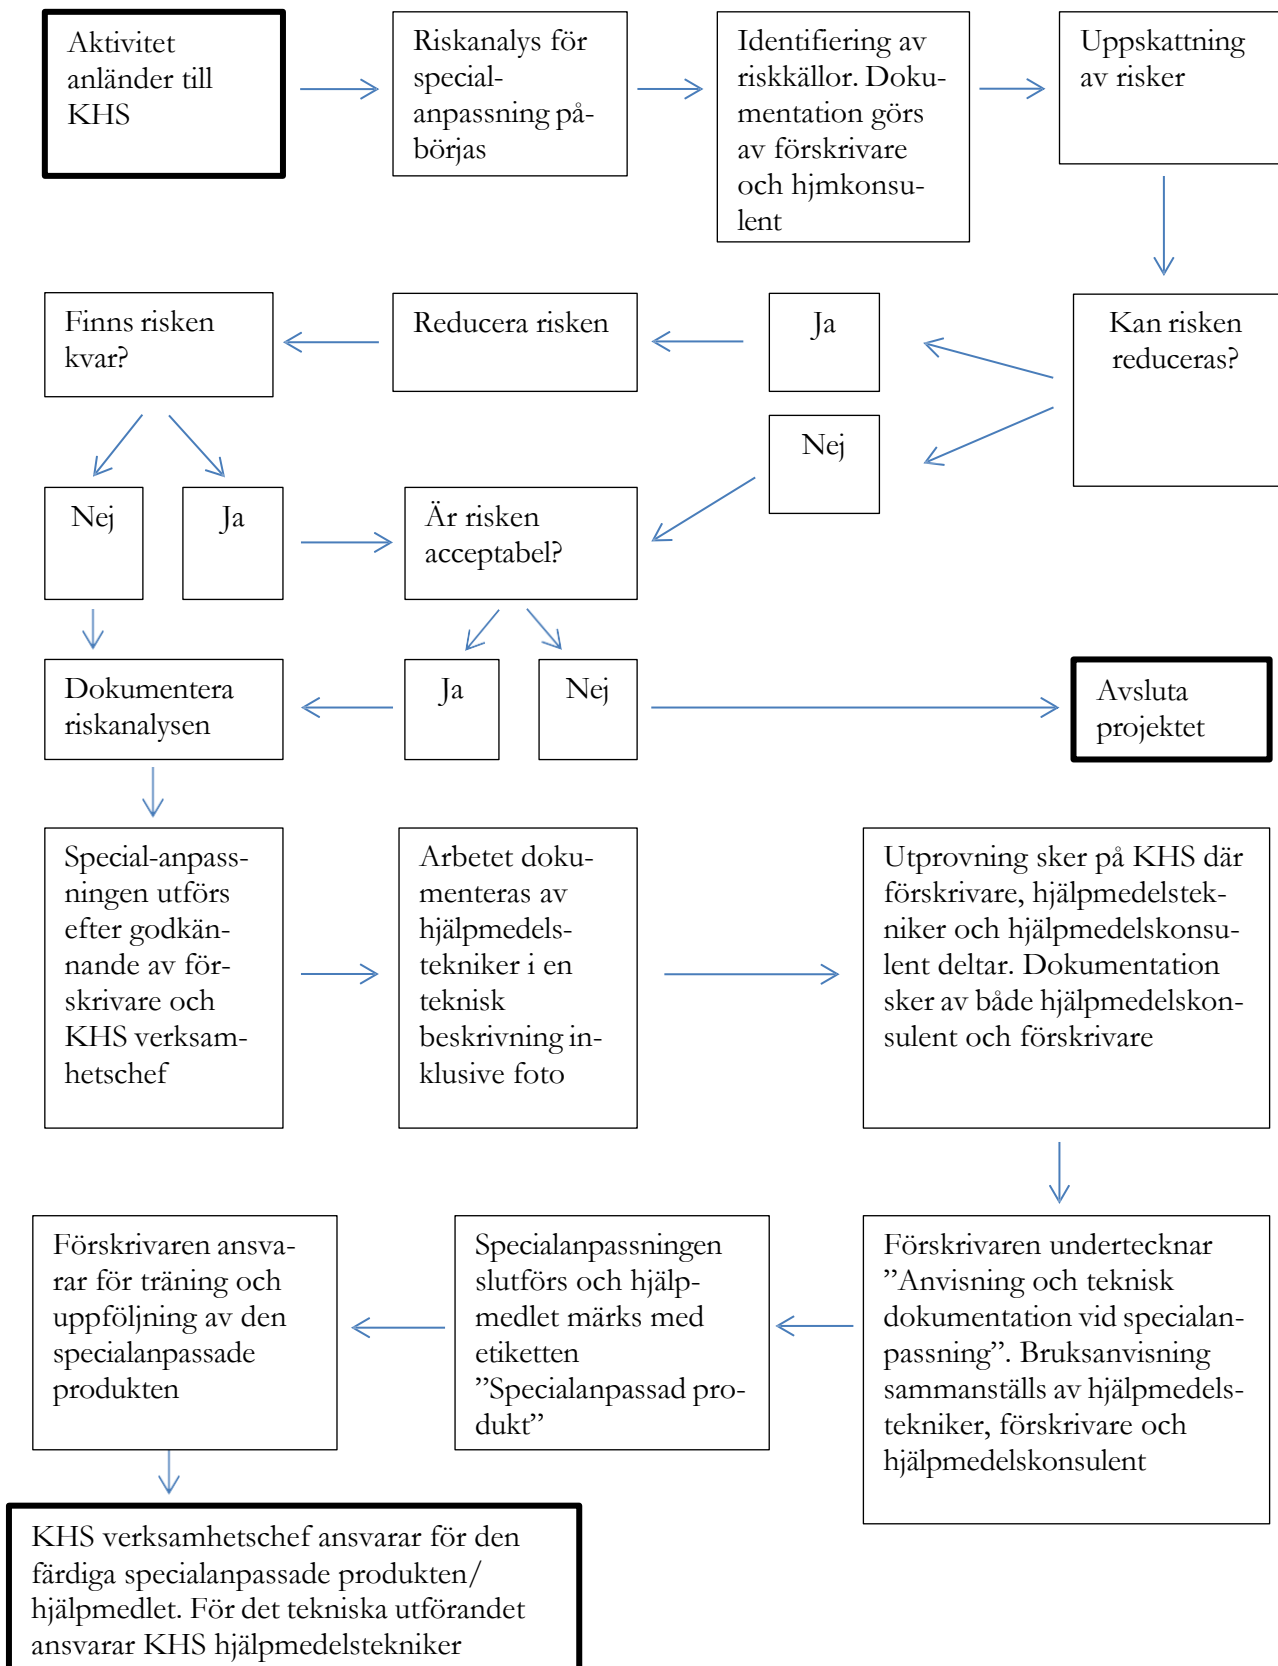 Aktivitet
anländer till
KHS
Riskanalys för
special-
anpassning på-
börjas
Identifiering av
riskkällor. Doku-
mentation görs
av förskrivare
och hjmkonsu-
lent
Uppskattning
av risker
Kan risken
reduceras?
Ja
Nej
Reducera risken
Finns risken
kvar?
Nej
Ja
Är risken
acceptabel?
Ja
Nej
Dokumentera
riskanalysen
Avsluta
projektet
Special-anpass-
ningen utförs
efter godkän-
nande av för-
skrivare och
KHS verksam-
hetschef
Arbetet doku-
menteras av
hjälpmedels-
tekniker i en
teknisk
beskrivning in-
klusive foto
Utprovning sker på KHS där
förskrivare, hjälpmedelstek-
niker och hjälpmedelskonsu-
lent deltar. Dokumentation
sker av både hjälpmedelskon-
sulent och förskrivare
Förskrivaren undertecknar
”Anvisning och teknisk
dokumentation vid specialan-
passning”. Bruksanvisning
sammanställs av hjälpmedels-
tekniker, förskrivare och
hjälpmedelskonsulent
Specialanpassningen
slutförs och hjälp-
medlet märks med
etiketten
”Specialanpassad pro-
dukt”
Förskrivaren ansva-
rar för träning och
uppföljning av den
specialanpassade
produkten
KHS verksamhetschef ansvarar för den
färdiga specialanpassade produkten/
hjälpmedlet. För det tekniska utförandet
ansvarar KHS hjälpmedelstekniker